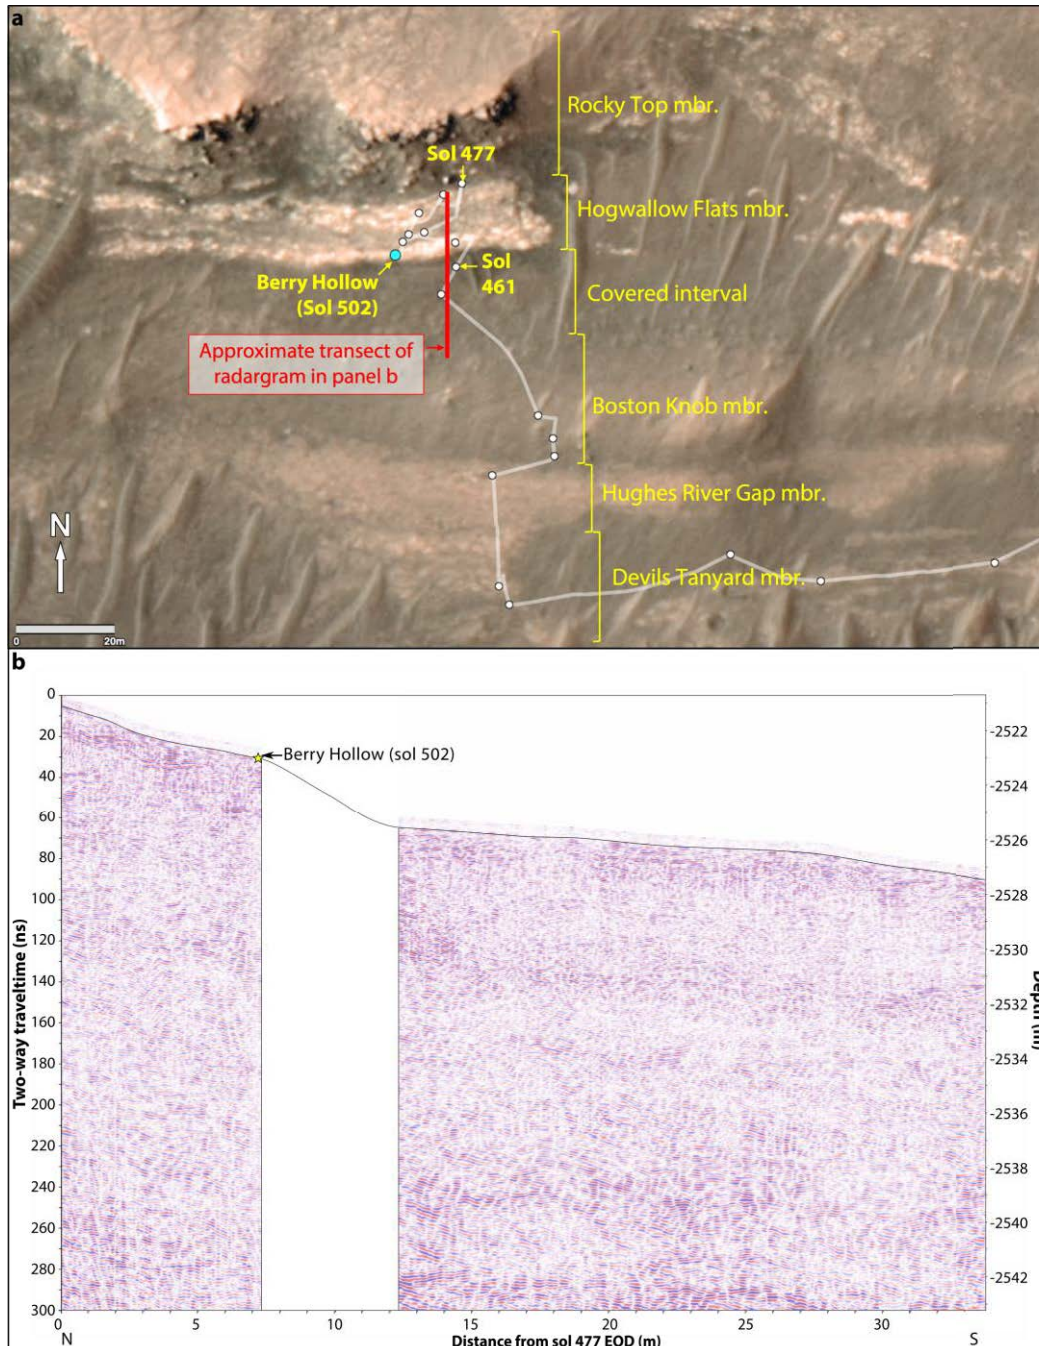 a
Rocky Top mbr.
Sol 477
Hogwallow Flats mbr.
Berry Hollow
(Sol 502)
Sol
461
Covered interval
Approximate transect of
radargram in panel b
Boston Knob mbr.
Hughes River Gap mbr.
N
Devils Tanyard mbr.
0
20m
b
0
20
40
60
80
100
120
140
160
180
200
220
240
260
280
300
Two-way traveltime (ns)
Berry Hollow (sol 502)
-2522
-2524
-2526
-2528
-2530
-2532
-2534
-2536
-2538
-2540
-2542
Depth (m)
0
5
10
15
20
25
30
N
Distance from sol 477 EOD (m)
S